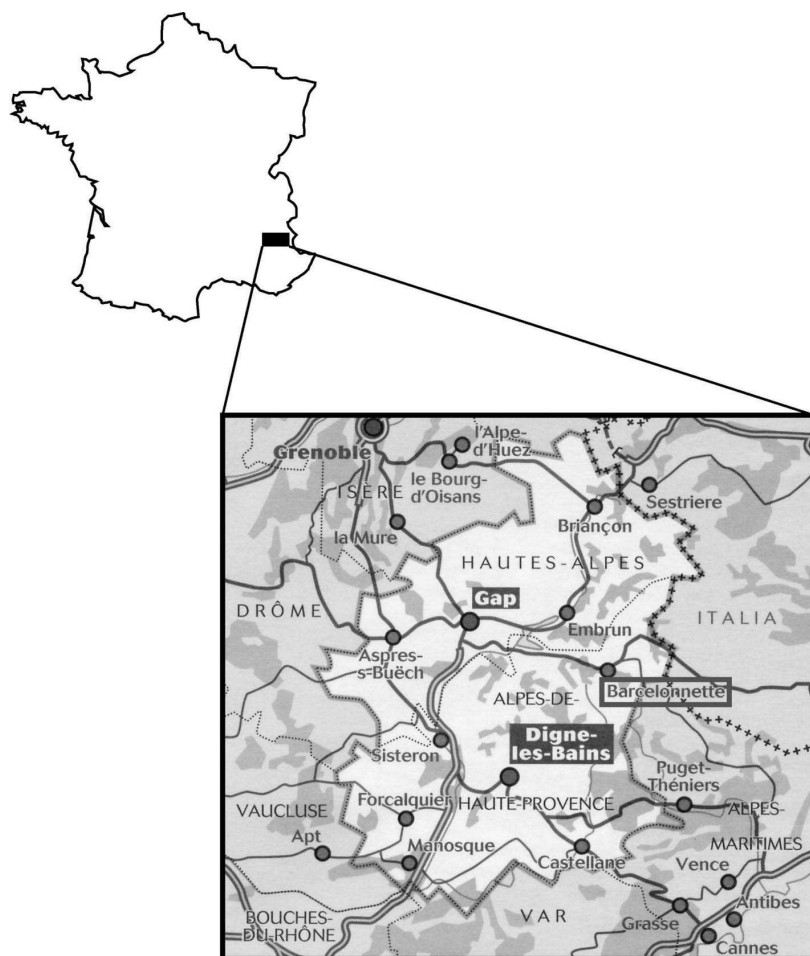 l'Alpe-
d'Huez
Grenoble
le Bourg-
d'Oisans
ISÈRE
Sestriere
Briançon
la Mure
HAUTES-ALPES
Gap
DRÔME
ITALIA
Embrun
Aspres-
s-Buëch
Barcelonnette
ALPES-DE-
Digne-
les-Bains
Sisteron
Puget-
Théniers
Forcalquier
HAUTE-PROVENCE
VAUCLUSE
ALPES-
Apt
Manosque
MARITIMES
Castellane
Vence
Antibes
BOUCHES-
DU-RHÔNE
VAR
Grasse
Cannes